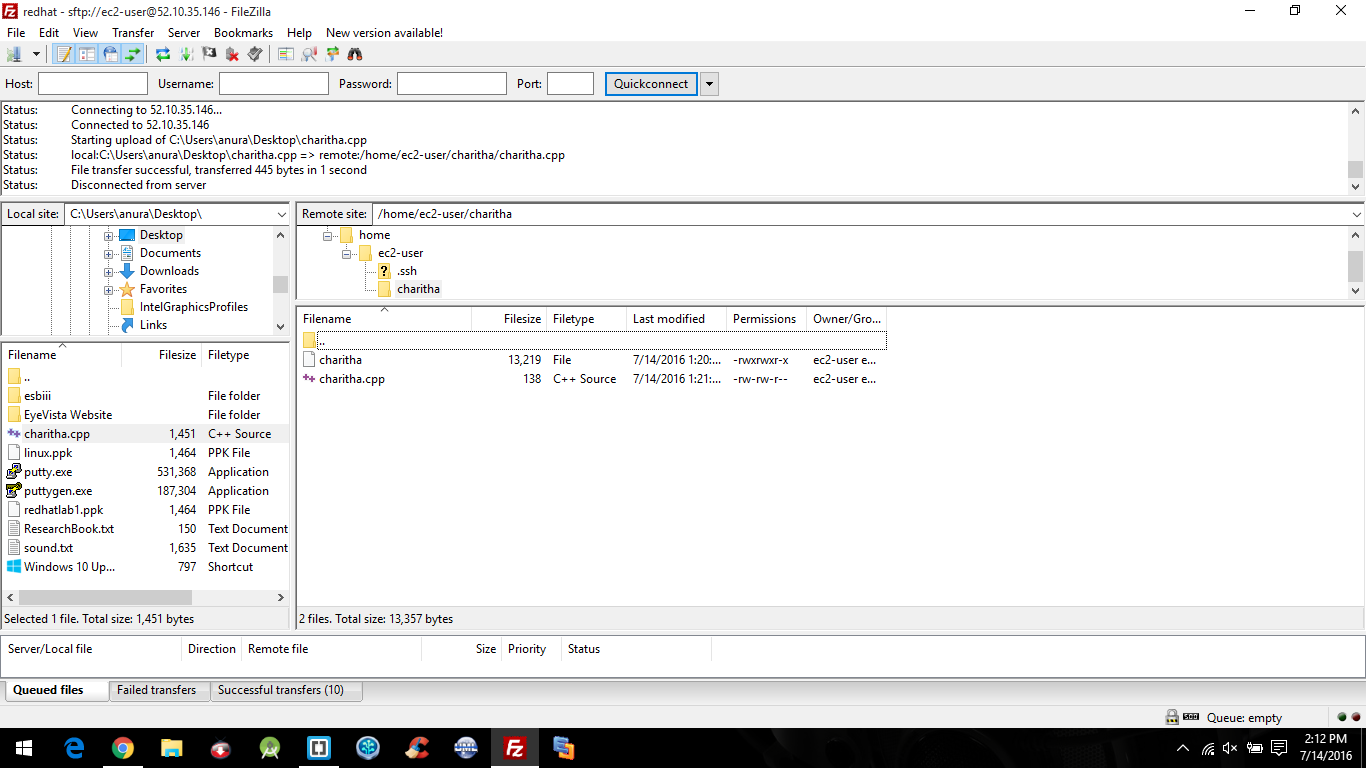 redhat - sftp://ec2-user@52.10.35.146 - FileZilla
File Edit View Transfer Server Bookmarks Help New version available!
Host: Username: Password: Port: Quickconnect
Status: Connecting to 52.10.35.146...
Status: Connected to 52.10.35.146
Status: Starting upload of C:\Users\anura\Desktop\charitha.cpp
Status: local:C:\Users\anura\Desktop\charitha.cpp => remote:/home/ec2-user/charitha/charitha.cpp
Status: File transfer successful, transferred 445 bytes in 1 second
Status: Disconnected from server
Local site: C:\Users\anura\Desktop\
Desktop
Documents
Downloads
Favorites
IntelGraphicsProfiles
Links
Filename Filesize Filetype
..
esbiii File folder
EyeVista Website File folder
charitha.cpp 1,451 C++ Source
linux.ppk 1,464 PPK File
putty.exe 531,368 Application
puttygen.exe 187,304 Application
redhatlab1.ppk 1,464 PPK File
ResearchBook.txt 150 Text Document
sound.txt 1,635 Text Document
Windows 10 Up... 797 Shortcut
Selected 1 file. Total size: 1,451 bytes
Remote site: /home/ec2-user/charitha
home
ec2-user
? .ssh
charitha
Filename Filesize Filetype Last modified Permissions Owner/Gro...
..
charitha 13,219 File 7/14/2016 1:20:... -rwxrwxr-x ec2-user e...
charitha.cpp 138 C++ Source 7/14/2016 1:21:... -rw-rw-r-- ec2-user e...
2 files. Total size: 13,357 bytes
Server/Local file Direction Remote file Size Priority Status
Queued files Failed transfers Successful transfers (10)
Queue: empty
2:12 PM
7/14/2016